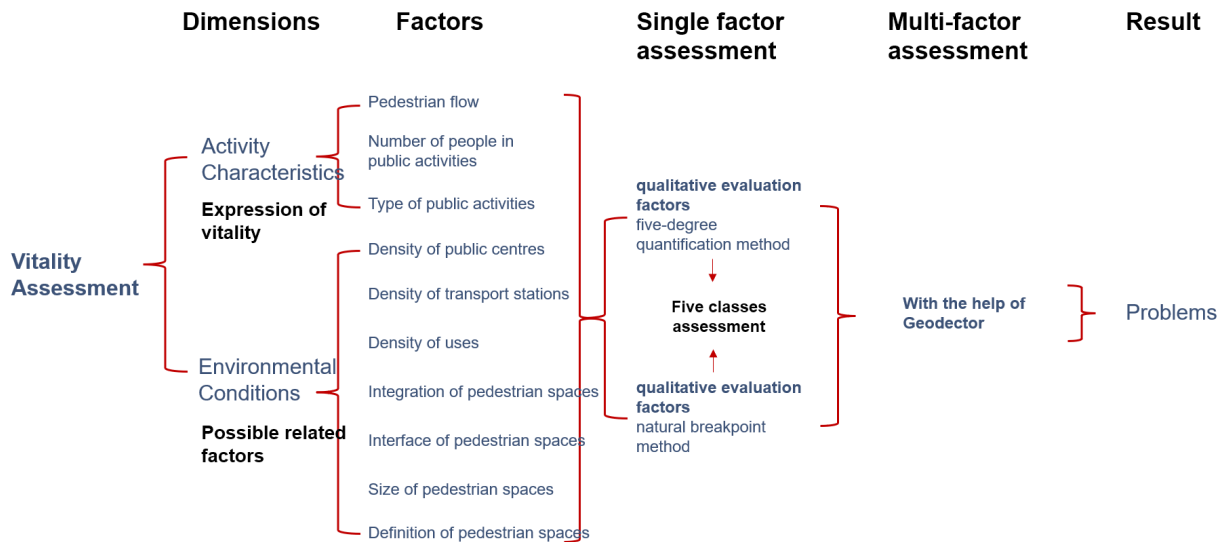 Dimensions
Factors
Single factor
assessment
Multi-factor
assessment
Result
Vitality
Assessment
Activity
Characteristics
Expression of
vitality
Environmental
Conditions
Possible related
factors
Pedestrian flow
Number of people in
public activities
Type of public activities
Density of public centres
Density of transport stations
Density of uses
Integration of pedestrian spaces
Interface of pedestrian spaces
Size of pedestrian spaces
Definition of pedestrian spaces
qualitative evaluation
factors
five-degree
quantification method
Five classes
assessment
qualitative evaluation
factors
natural breakpoint
method
With the help of
Geodector
Problems